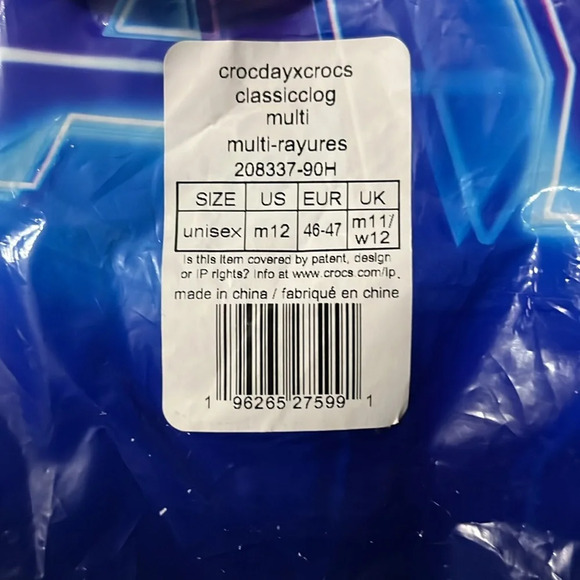 crocdayxcrocs
classicclog
multi
multi-rayures
208337-90H
SIZE US EUR UK
unisex m12 46-47 m11/
w12
Is this item covered by patent, design
or IP rights? Info at www.crocs.com/ip.
made in china / fabriqué en chine
1 96265 27599 1